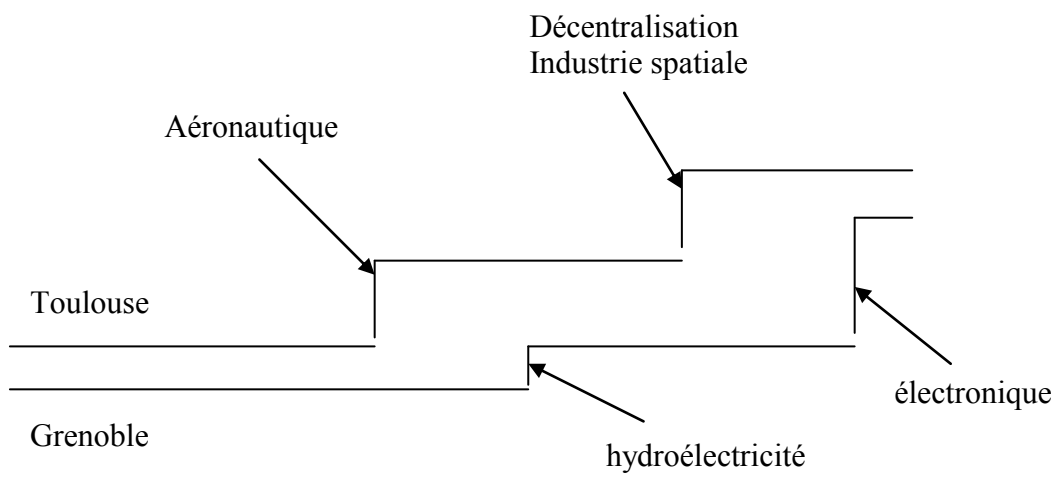 Décentralisation
Industrie spatiale
Aéronautique
Toulouse
électronique
Grenoble
hydroélectricité